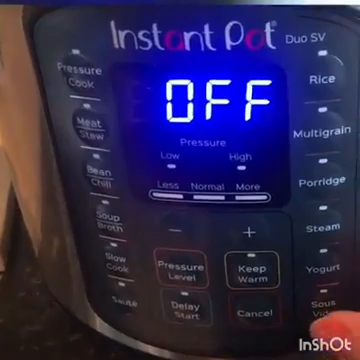 Instant Pot Duo SV
OFF
Pressure
Low High
Less Normal More
Pressure
Cook
Meat
Stew
Bean
Chili
Soup
Broth
Slow
Cook
Sauté
Rice
Multigrain
Porridge
Steam
Yogurt
Sous
Vide
− +
Pressure
Level
Keep
Warm
Delay
Start
Cancel
InShOt